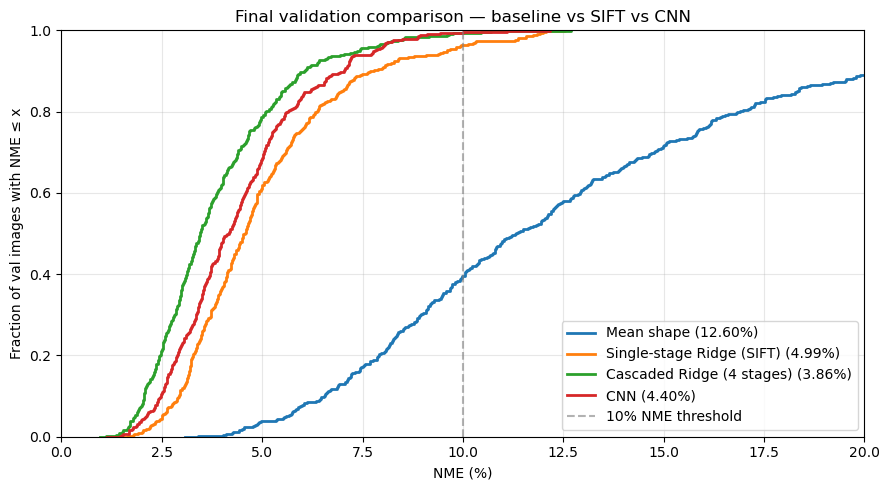 Final validation comparison — baseline vs SIFT vs CNN
Fraction of val images with NME ≤ x
1.0
0.8
0.6
0.4
0.2
0.0
Mean shape (12.60%)
Single-stage Ridge (SIFT) (4.99%)
Cascaded Ridge (4 stages) (3.86%)
CNN (4.40%)
10% NME threshold
0.0 2.5 5.0 7.5 10.0 12.5 15.0 17.5 20.0
NME (%)